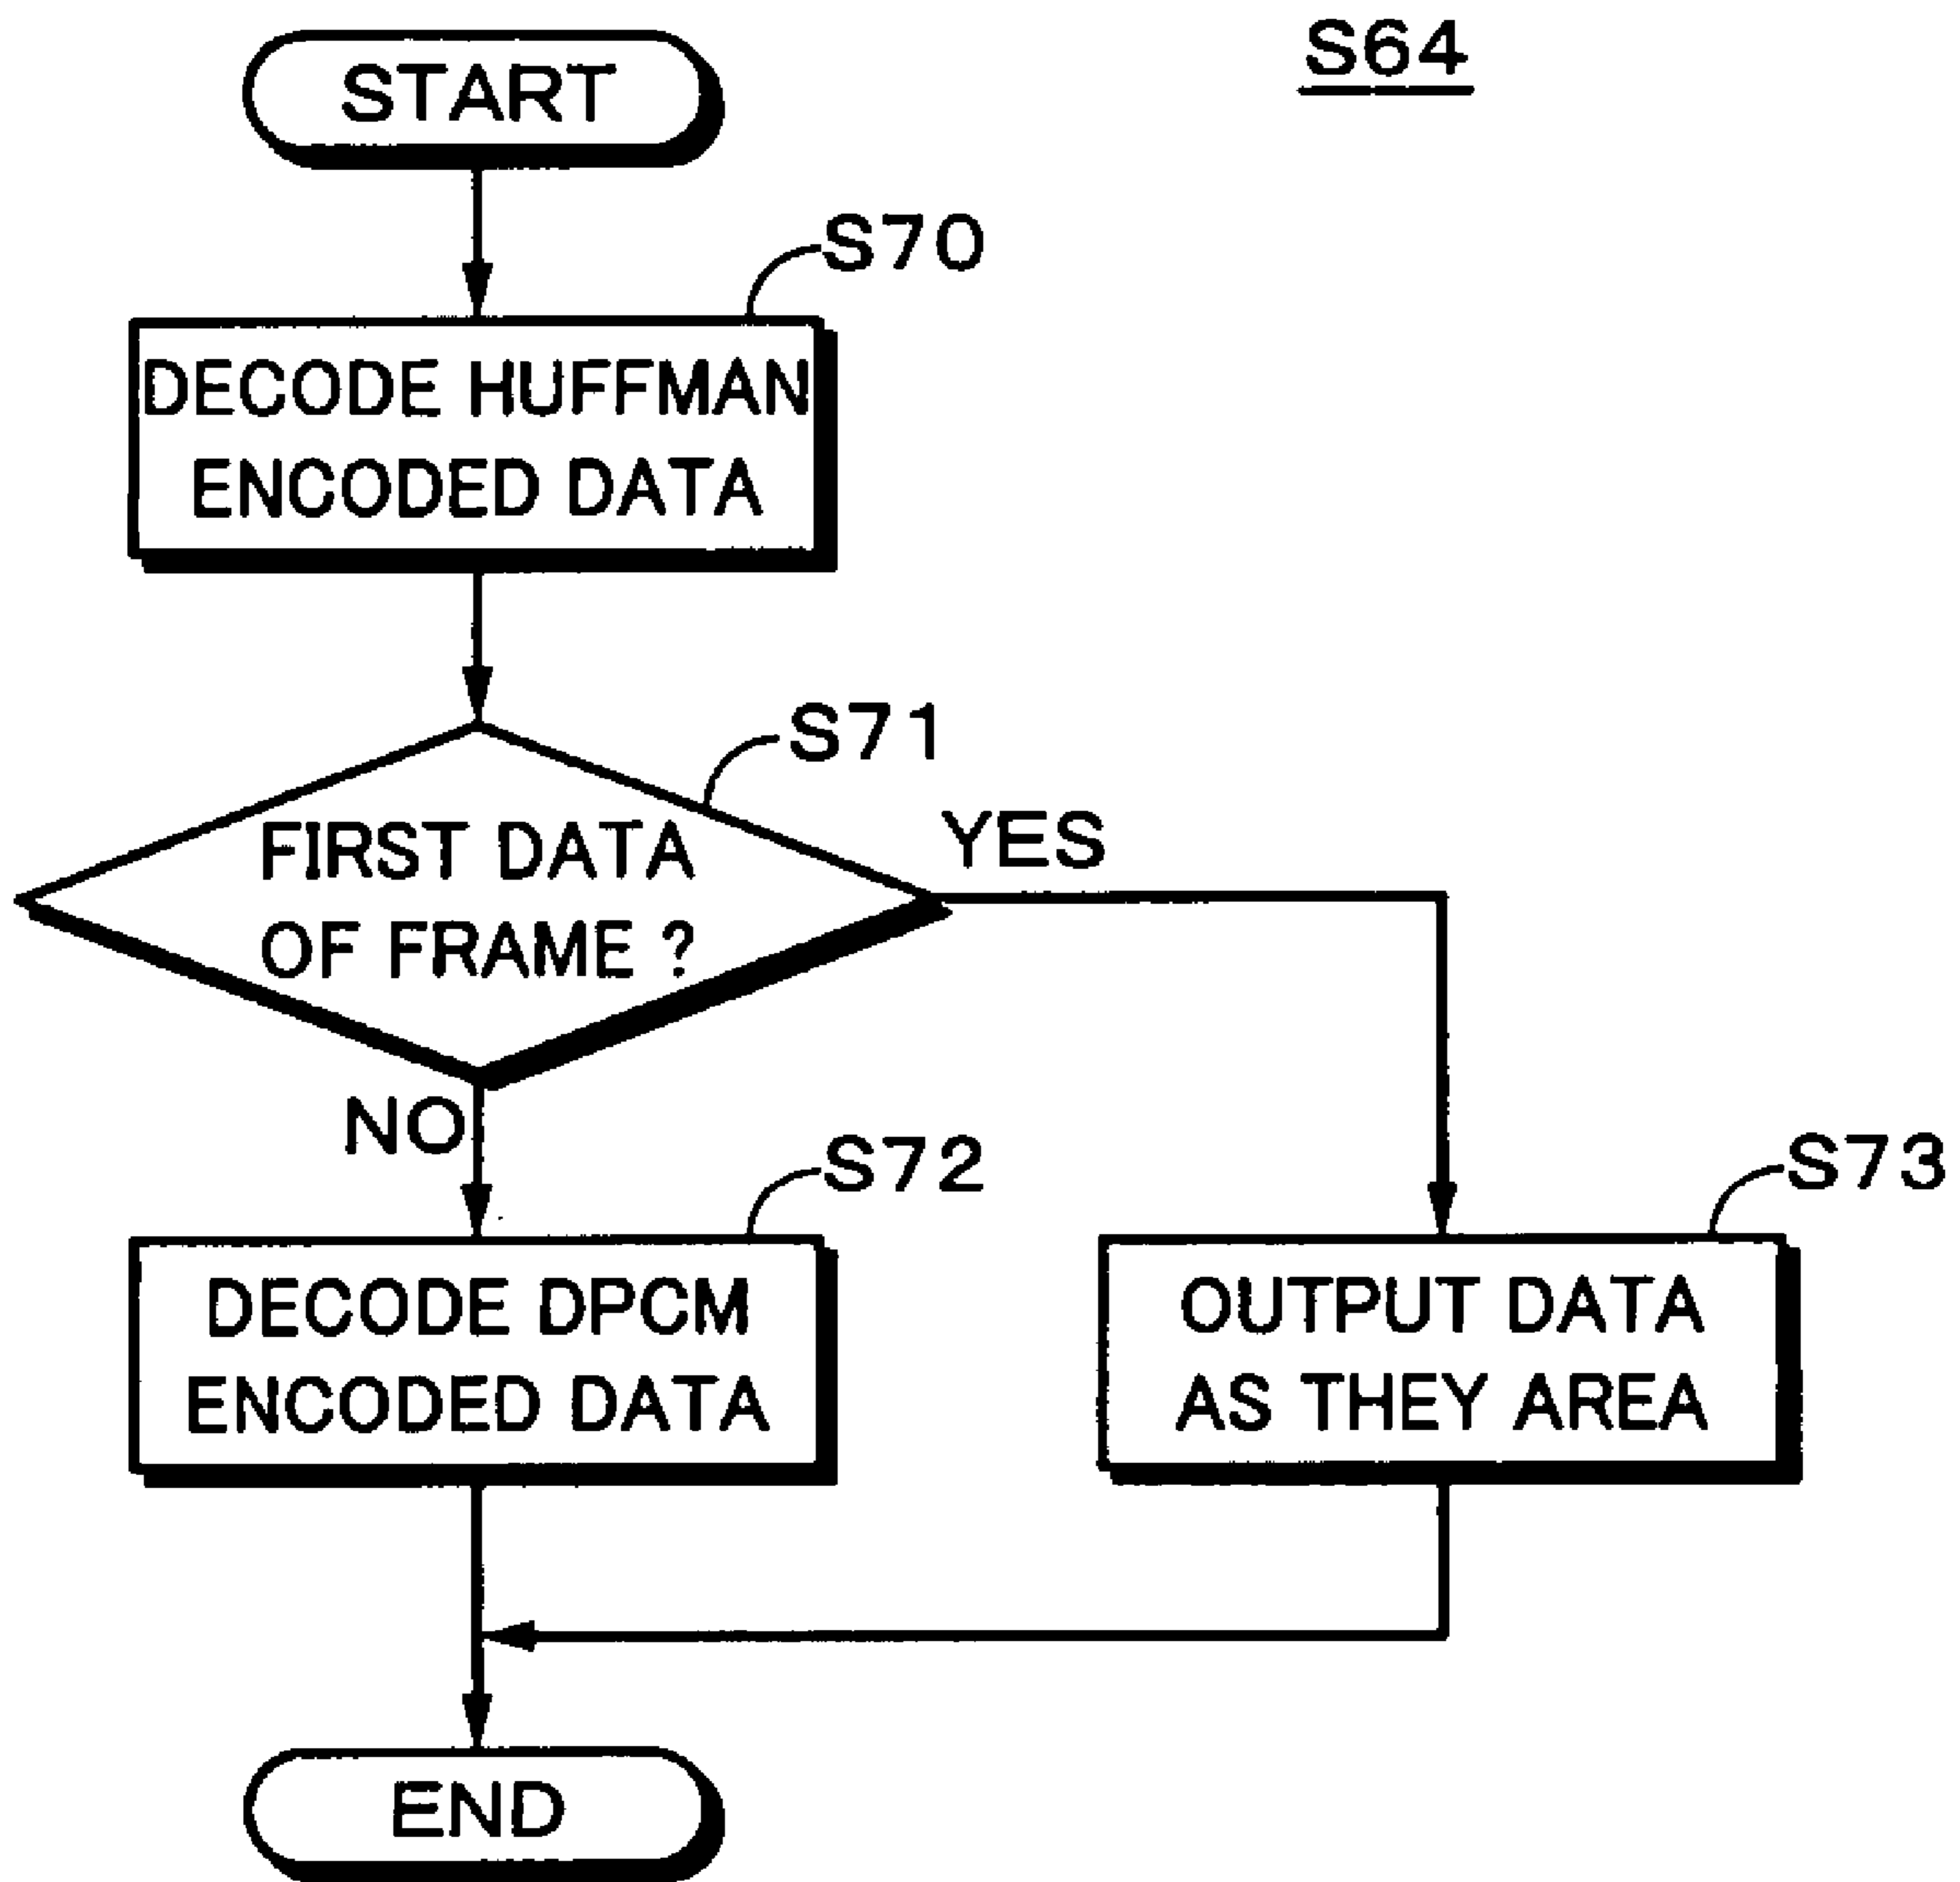 S64
START
S70
DECODE HUFFMAN
ENCODED DATA
S71
FIRST DATA
OF FRAME ?
YES
NO
S72
DECODE DPCM
ENCODED DATA
S73
OUTPUT DATA
AS THEY AREA
END